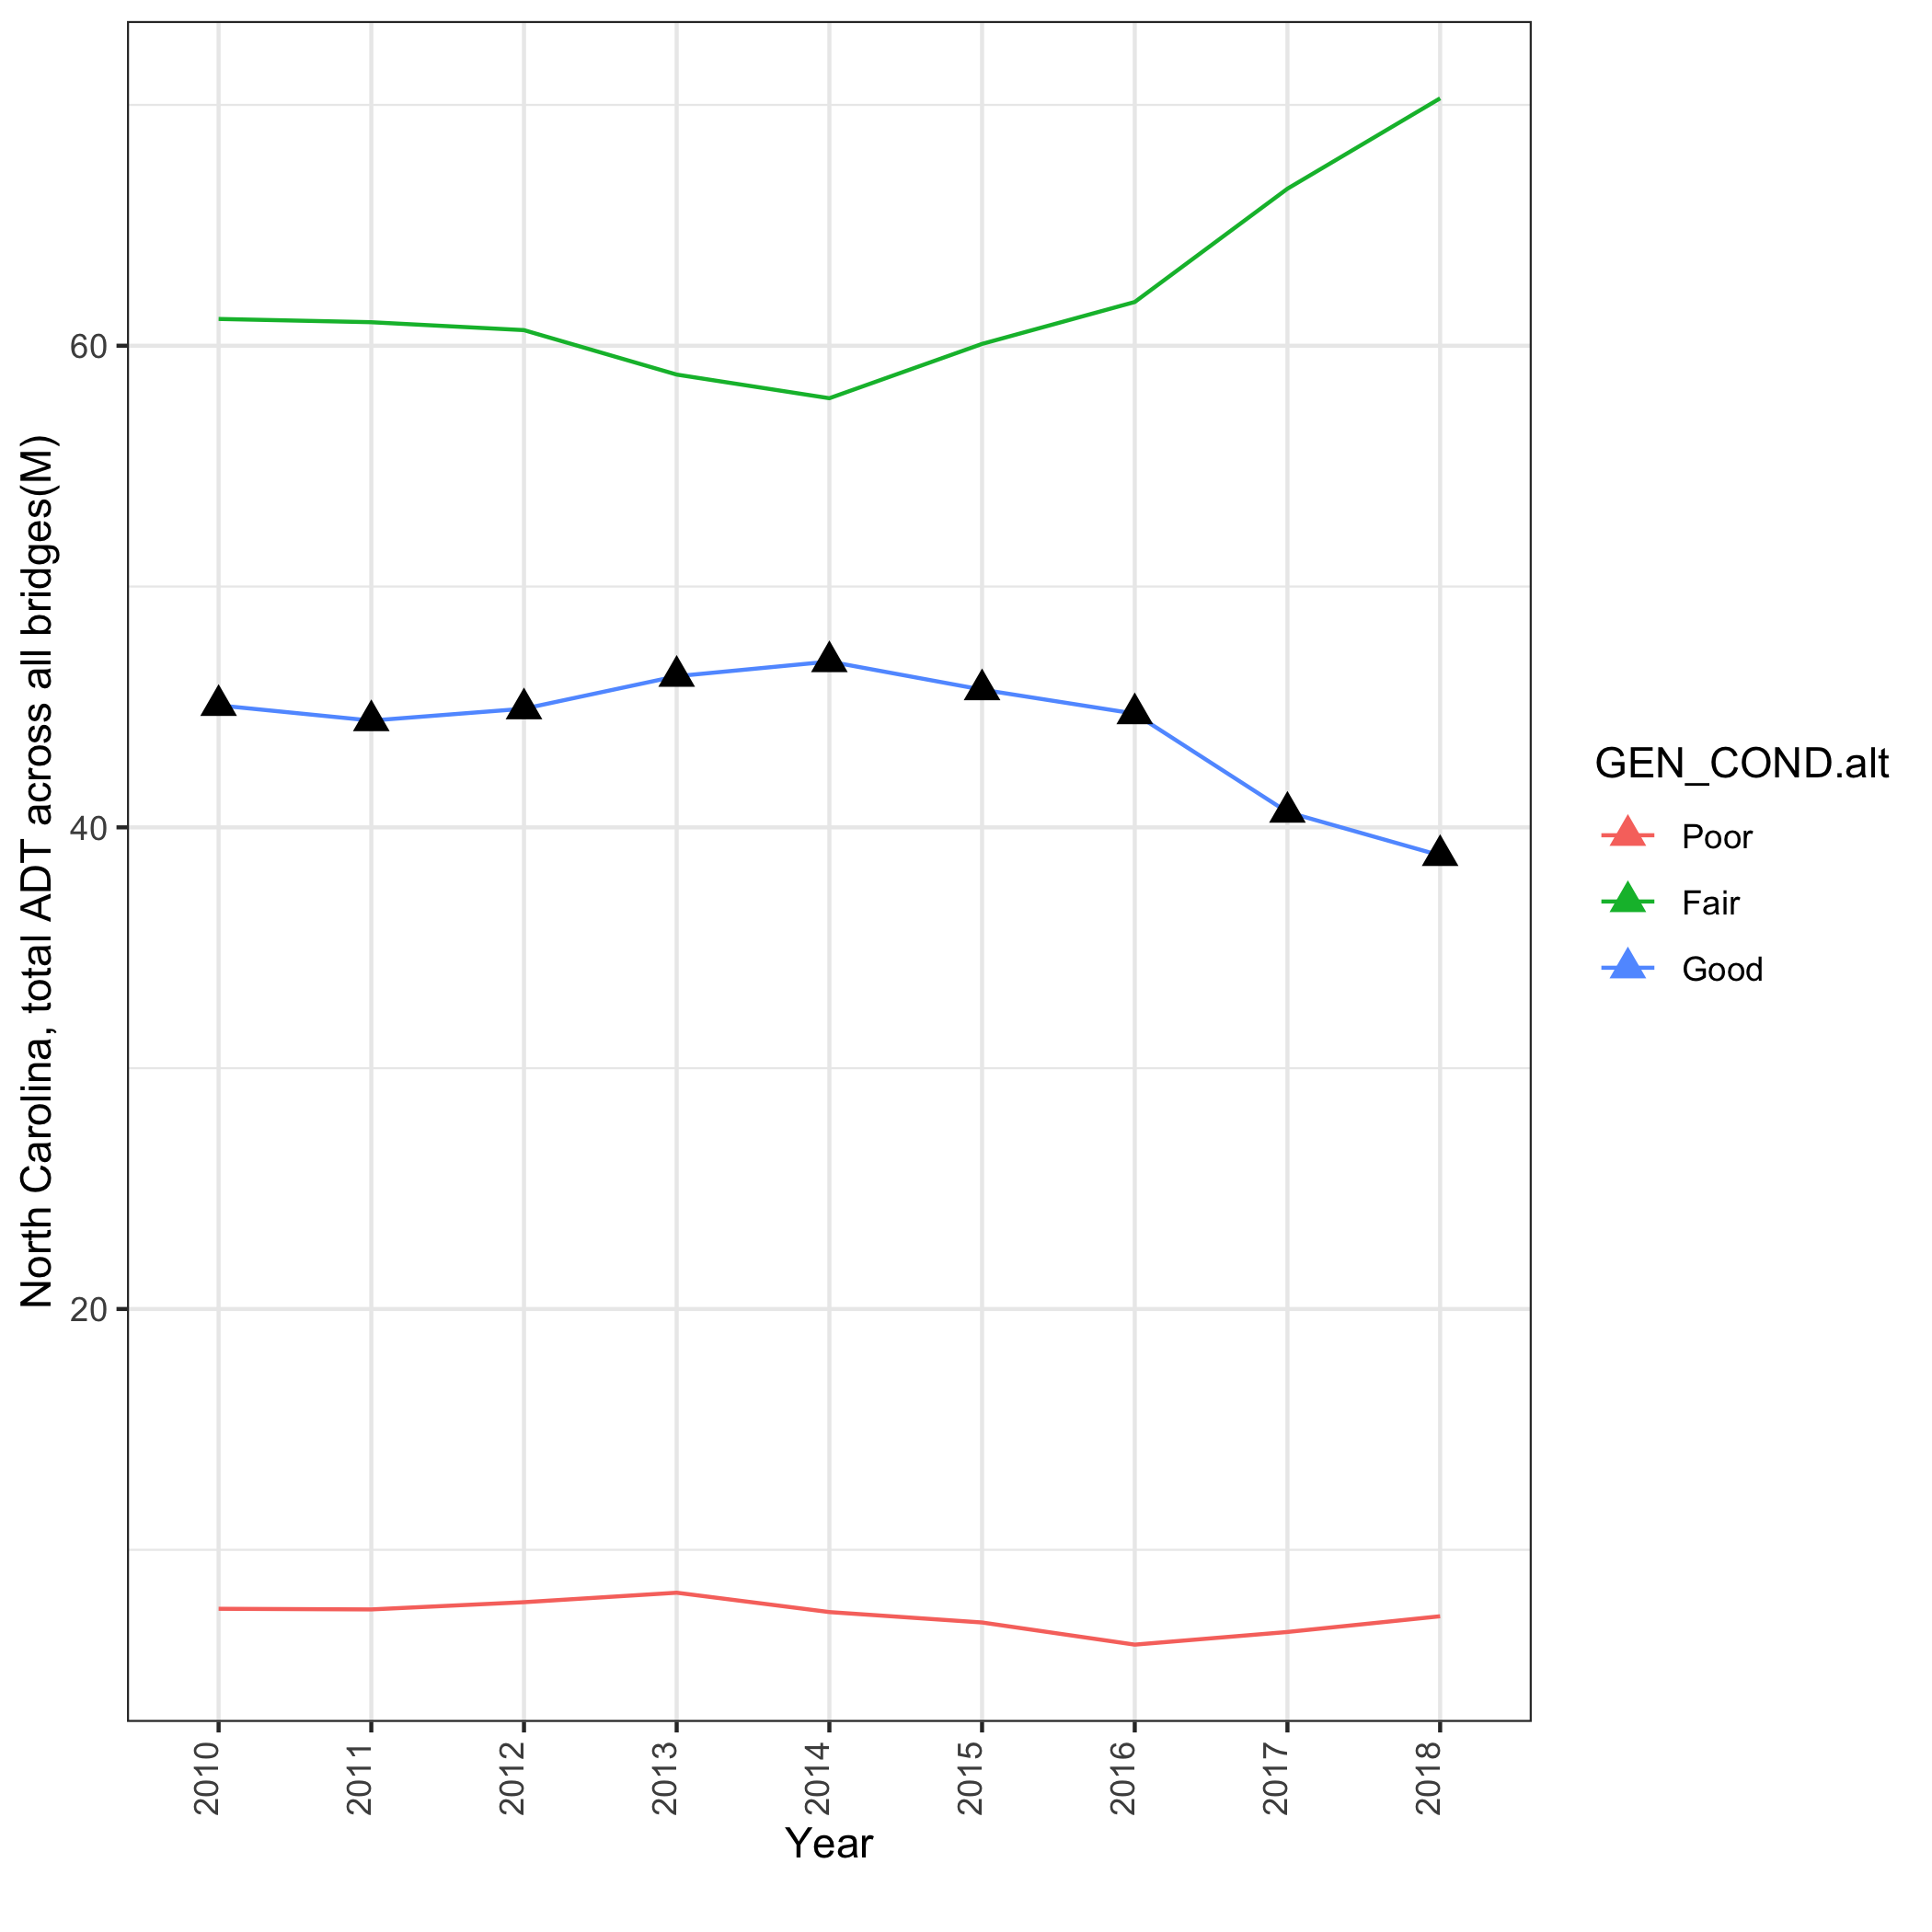 North Carolina, total ADT across all bridges(M)
60
40
20
2010
2011
2012
2013
2014
2015
2016
2017
2018
Year
GEN_COND.alt
Poor
Fair
Good